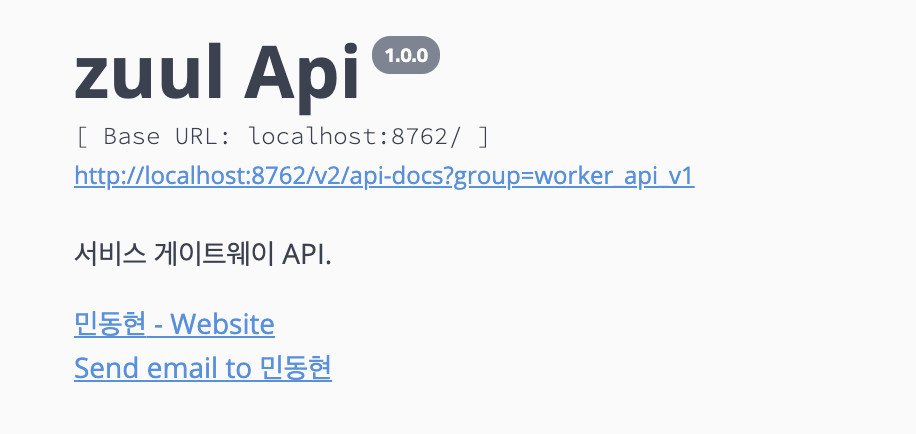 zuul Api 1.0.0
[ Base URL: localhost:8762/ ]
http://localhost:8762/v2/api-docs?group=worker_api_v1
서비스 게이트웨이 API.
민동현 - Website
Send email to 민동현